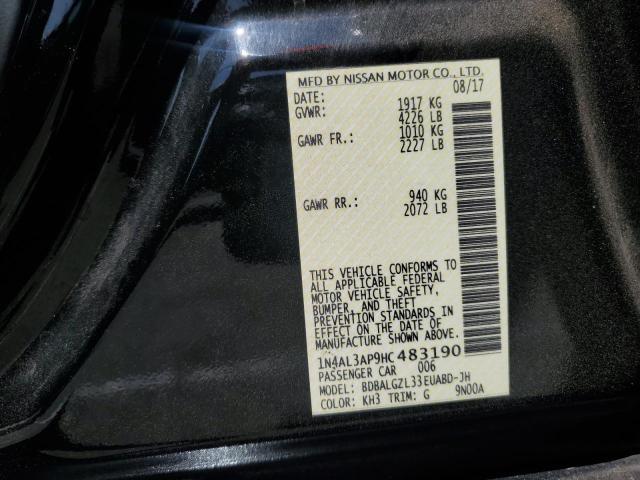 MFD BY NISSAN MOTOR CO., LTD.
DATE: 08/17
GVWR: 1917 KG
4226 LB
GAWR FR.: 1010 KG
2227 LB
GAWR RR.: 940 KG
2072 LB
THIS VEHICLE CONFORMS TO
ALL APPLICABLE FEDERAL
MOTOR VEHICLE SAFETY,
BUMPER, AND THEFT
PREVENTION STANDARDS IN
EFFECT ON THE DATE OF
MANUFACTURE SHOWN ABOVE.
1N4AL3AP9HC 483190
PASSENGER CAR 006
MODEL: BDBALGZL33EUABD-JH
COLOR: KH3 TRIM: G 9N00A